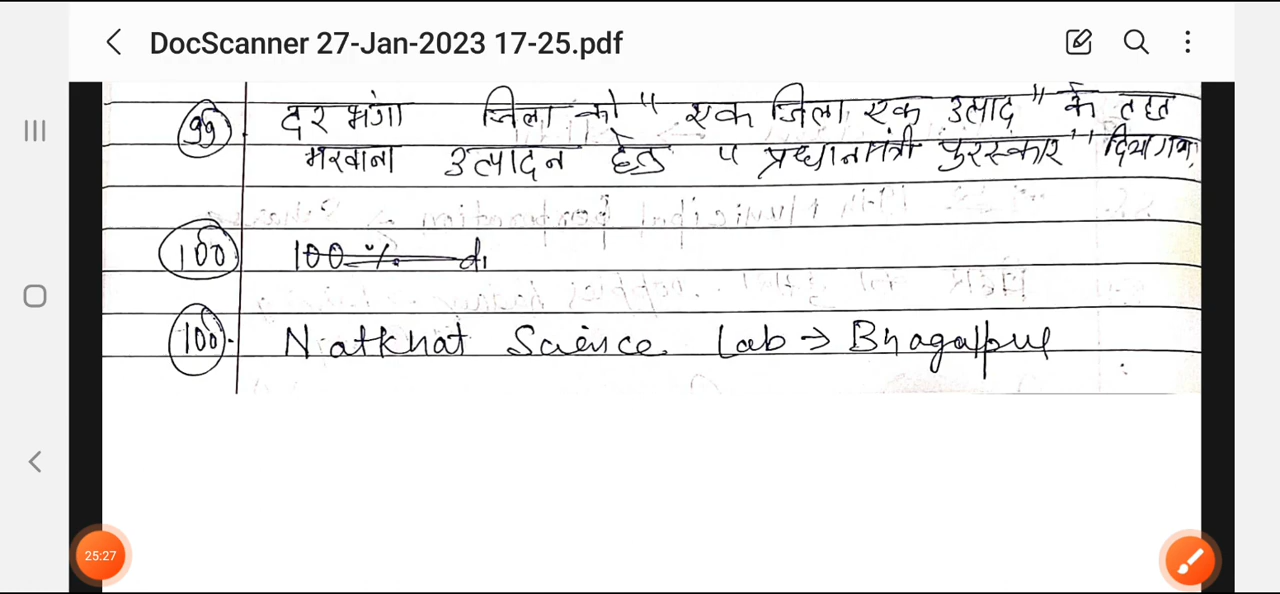 DocScanner 27-Jan-2023 17-25.pdf
99. दरभंगा जिला को "एक जिला एक उत्पाद" के तहत
मखाना उत्पादन हेतु "प्रधानमंत्री पुरस्कार" दिया गया
100 100% di
100. Natkhat Science Lab → Bhagalpur
25:27